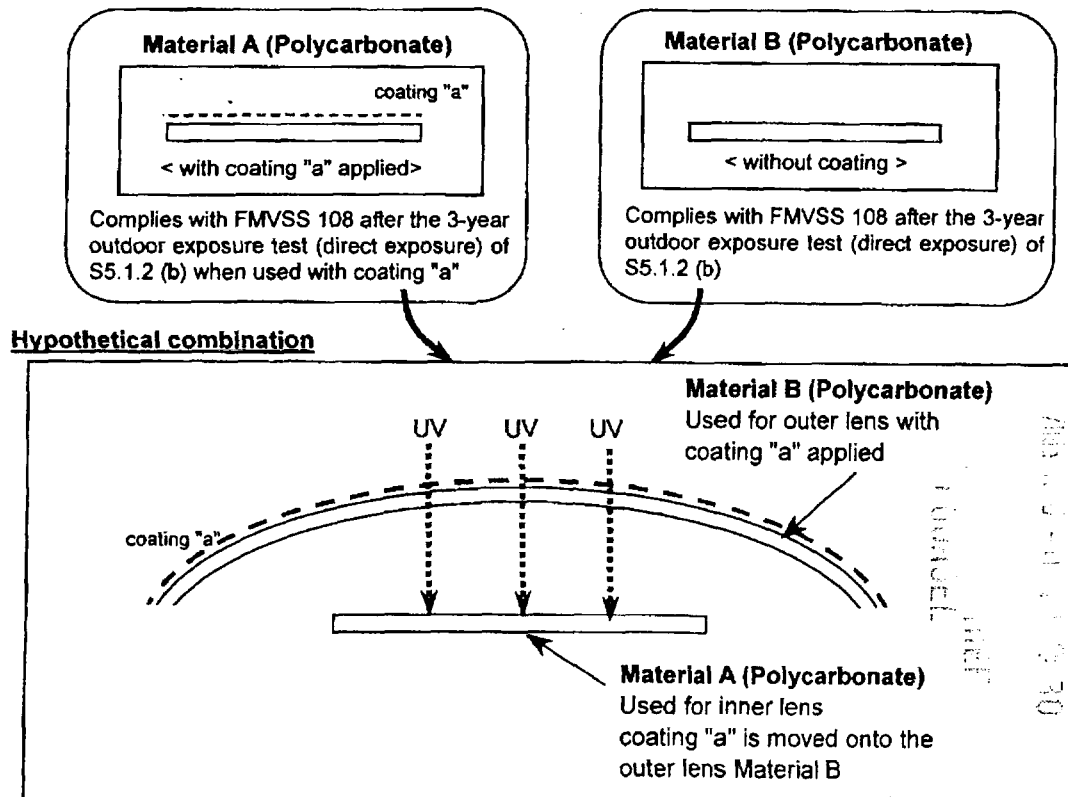 Material A (Polycarbonate)
coating "a"
< with coating "a" applied>
Complies with FMVSS 108 after the 3-year
outdoor exposure test (direct exposure) of
S5.1.2 (b) when used with coating "a"
Material B (Polycarbonate)
< without coating >
Complies with FMVSS 108 after the 3-year
outdoor exposure test (direct exposure) of
S5.1.2 (b)
Hypothetical combination
Material B (Polycarbonate)
Used for outer lens with
coating "a" applied
UV UV UV
coating "a"
Material A (Polycarbonate)
Used for inner lens
coating "a" is moved onto the
outer lens Material B